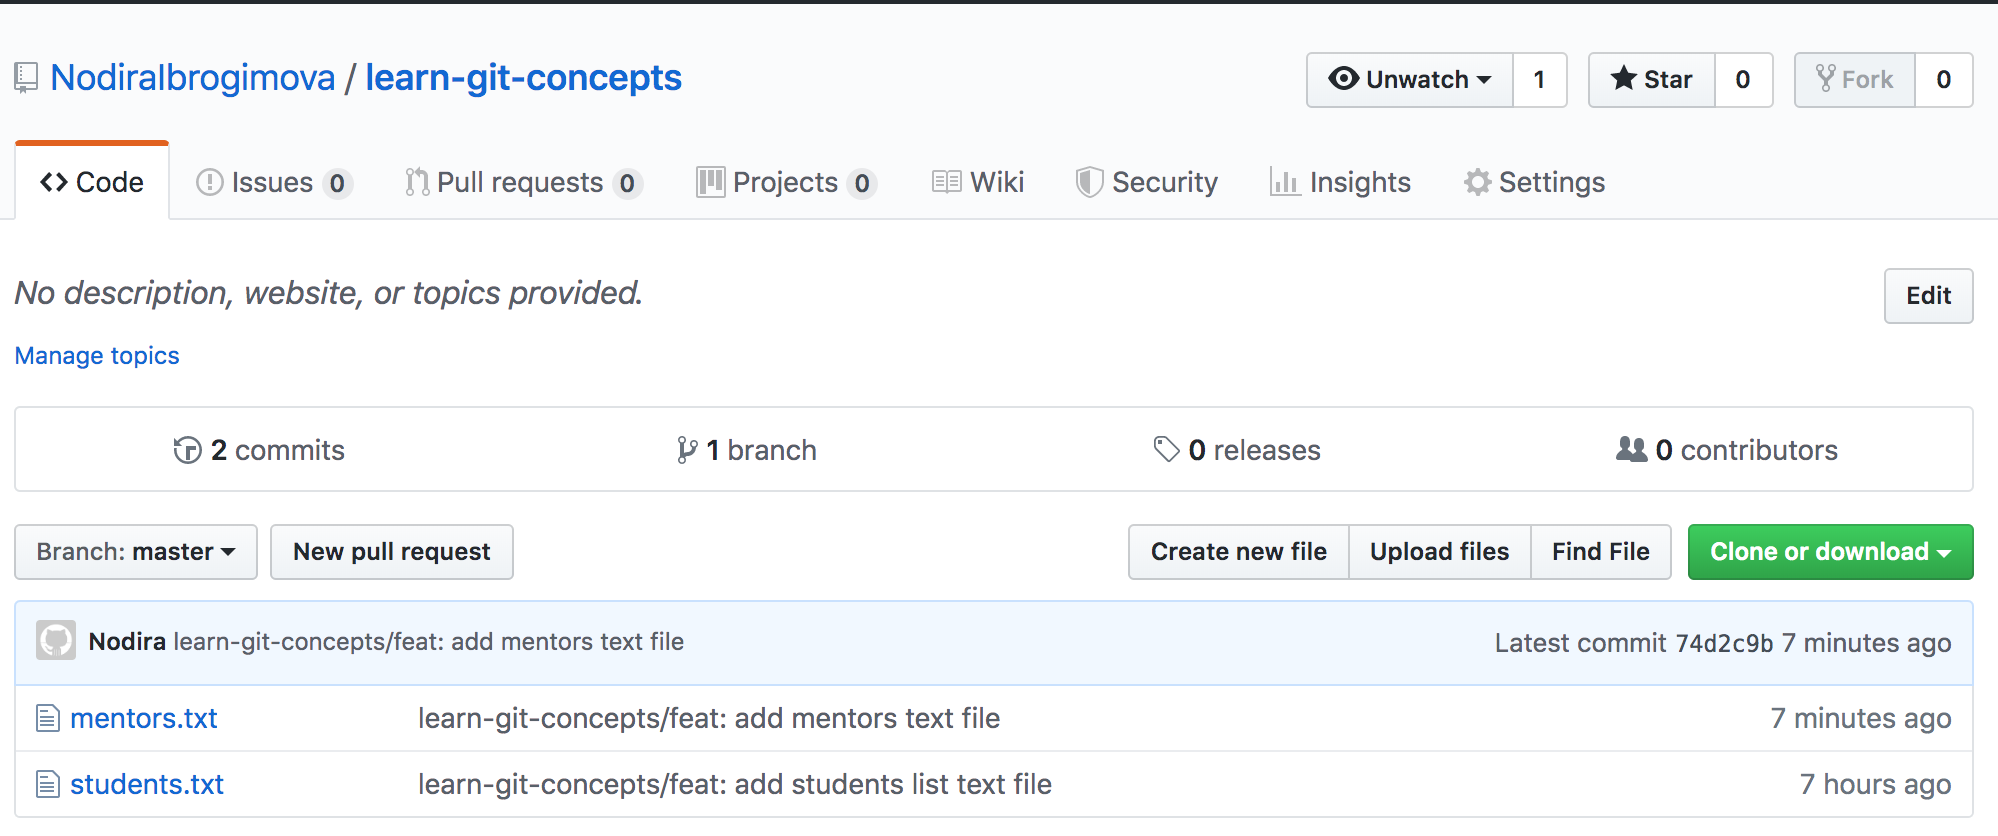 NodiraIbrogimova / learn-git-concepts
Unwatch 1 Star 0 Fork 0
Code Issues 0 Pull requests 0 Projects 0 Wiki Security Insights Settings
No description, website, or topics provided.
Edit
Manage topics
2 commits 1 branch 0 releases 0 contributors
Branch: master New pull request Create new file Upload files Find File Clone or download
Nodira learn-git-concepts/feat: add mentors text file Latest commit 74d2c9b 7 minutes ago
mentors.txt learn-git-concepts/feat: add mentors text file 7 minutes ago
students.txt learn-git-concepts/feat: add students list text file 7 hours ago